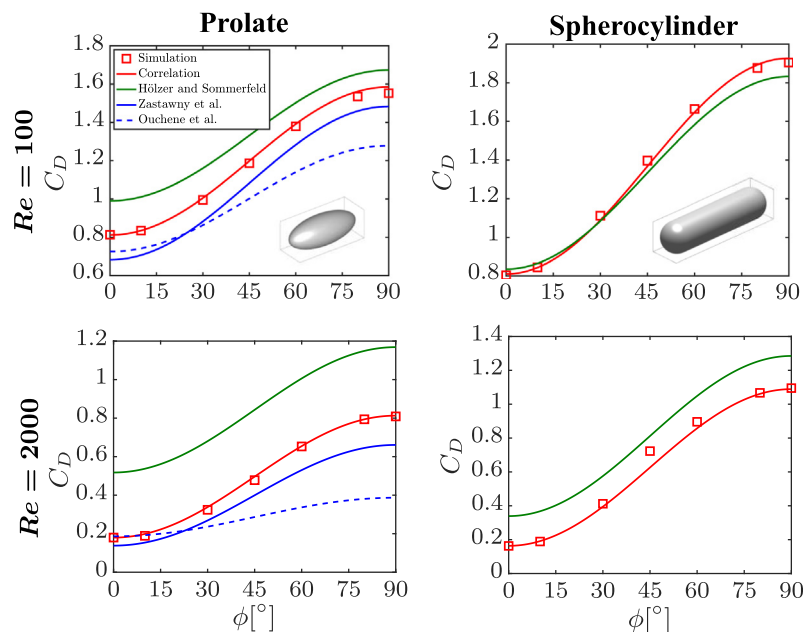 Prolate
Spherocylinder
Re = 100
C_D
1.8
1.6
1.4
1.2
1
0.8
0.6
Simulation
Correlation
Hölzer and Sommerfeld
Zastawny et al.
Ouchene et al.
0 15 30 45 60 75 90
C_D
2
1.8
1.6
1.4
1.2
1
0.8
0 15 30 45 60 75 90
Re = 2000
C_D
1.2
1
0.8
0.6
0.4
0.2
0
0 15 30 45 60 75 90
ϕ[°]
C_D
1.4
1.2
1
0.8
0.6
0.4
0.2
0
0 15 30 45 60 75 90
ϕ[°]